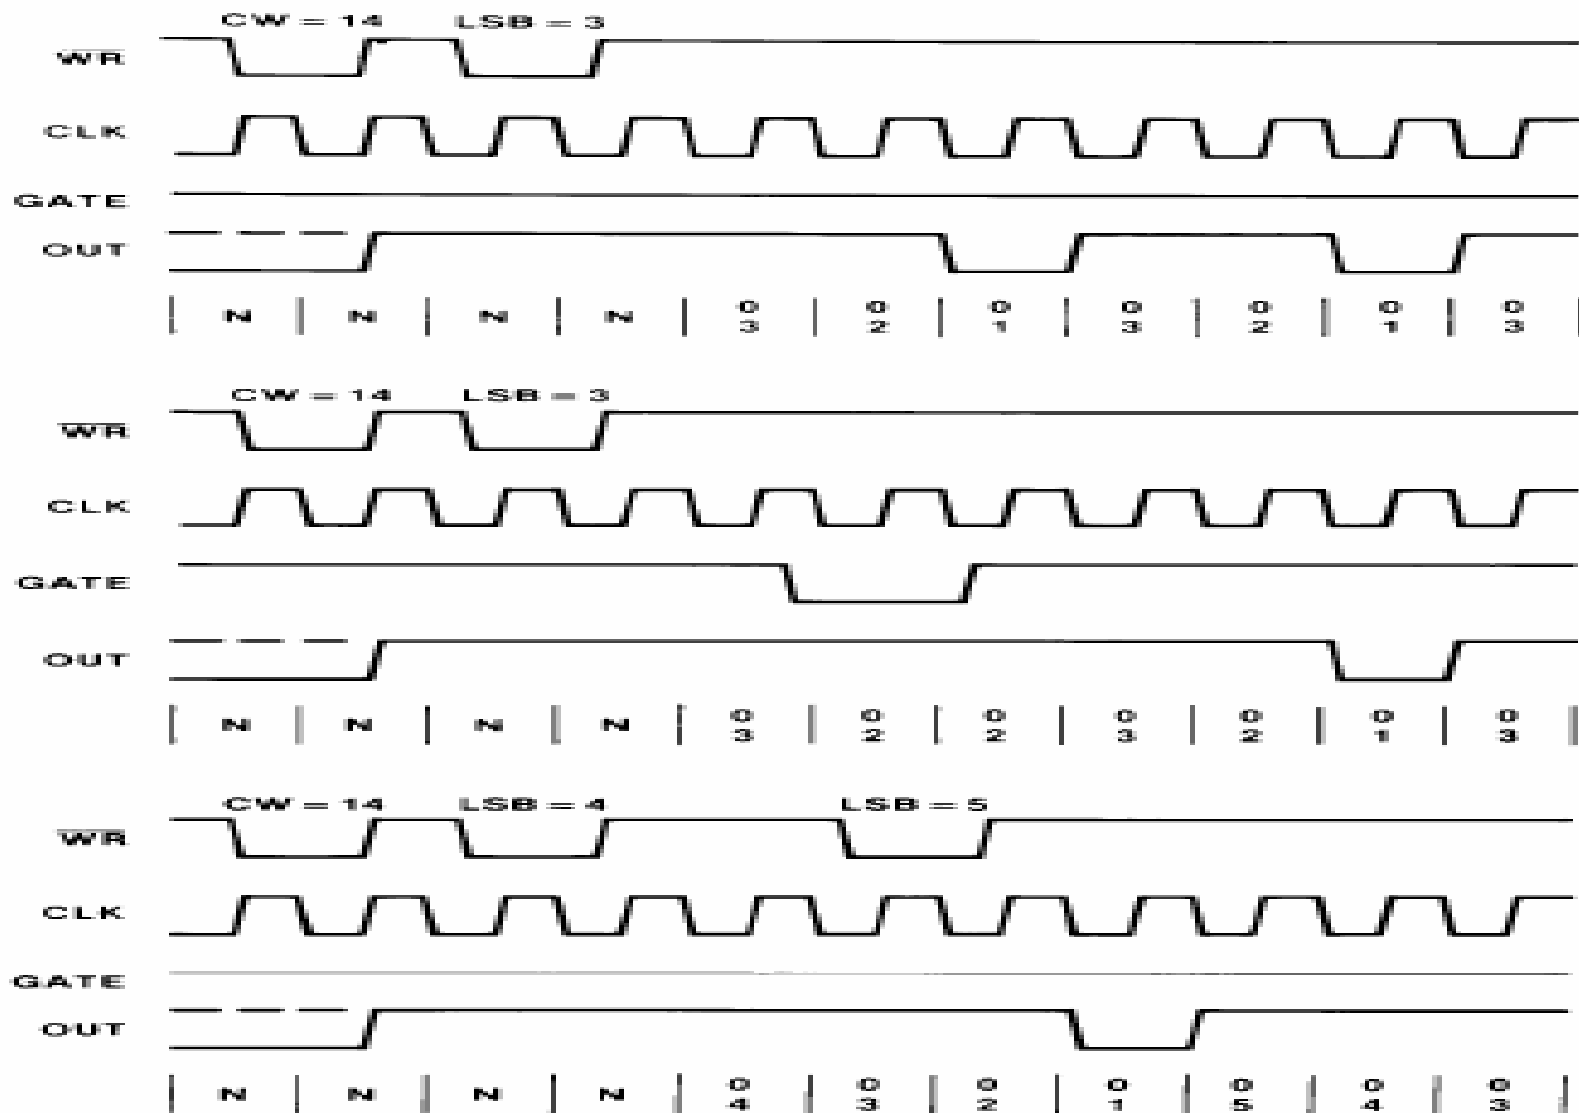 CW = 14 LSB = 3
WR
CLK
GATE
OUT
N N N N 0 0 0 0 0 0 0
3 2 1 3 2 1 3
CW = 14 LSB = 3
WR
CLK
GATE
OUT
N N N N 0 0 0 0 0 0 0
3 2 2 3 2 1 3
CW = 14 LSB = 4 LSB = 5
WR
CLK
GATE
OUT
N N N N 0 0 0 0 0 0 0
4 3 2 1 5 4 3